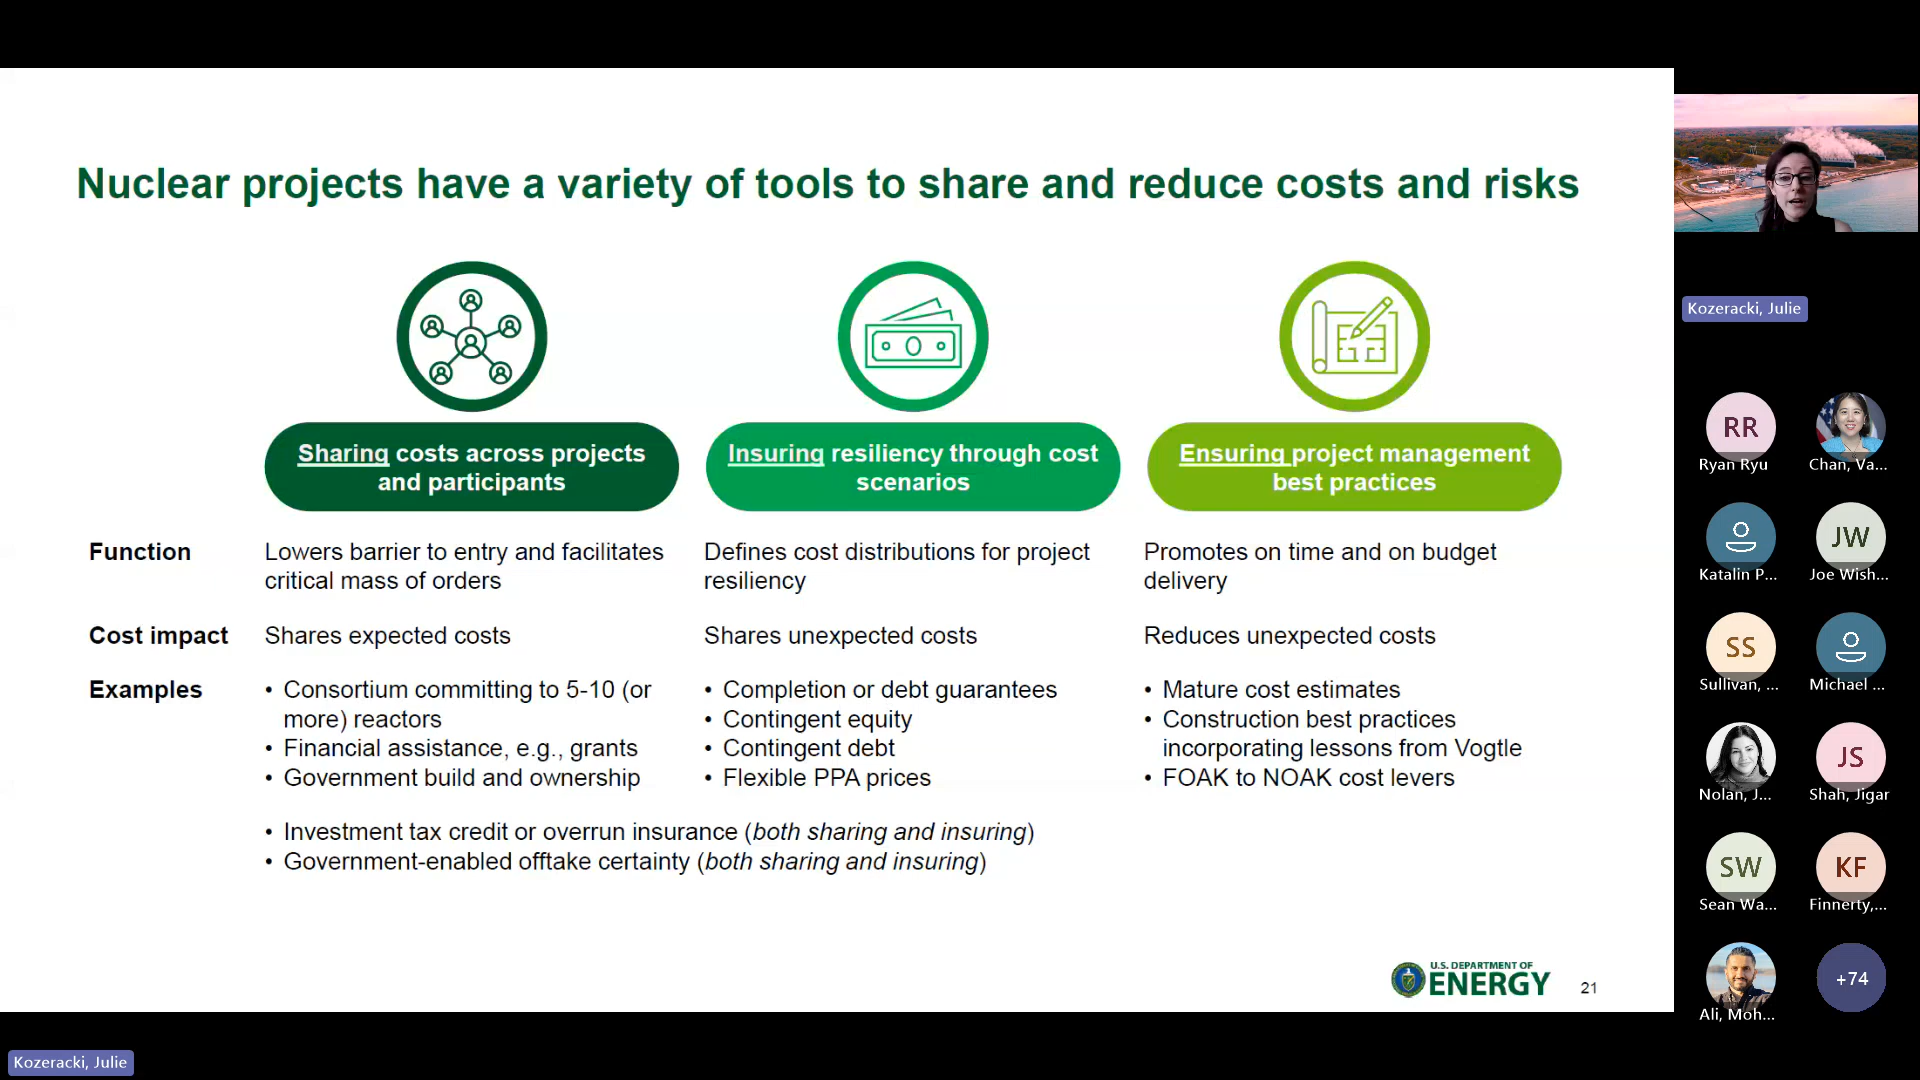 Nuclear projects have a variety of tools to share and reduce costs and risks
Sharing costs across projects
and participants
Insuring resiliency through cost
scenarios
Ensuring project management
best practices
Function
Lowers barrier to entry and facilitates
critical mass of orders
Defines cost distributions for project
resiliency
Promotes on time and on budget
delivery
Cost impact
Shares expected costs
Shares unexpected costs
Reduces unexpected costs
Examples
• Consortium committing to 5-10 (or
more) reactors
• Financial assistance, e.g., grants
• Government build and ownership
• Completion or debt guarantees
• Contingent equity
• Contingent debt
• Flexible PPA prices
• Mature cost estimates
• Construction best practices
incorporating lessons from Vogtle
• FOAK to NOAK cost levers
• Investment tax credit or overrun insurance (both sharing and insuring)
• Government-enabled offtake certainty (both sharing and insuring)
U.S. DEPARTMENT OF
ENERGY
21
Kozeracki, Julie
RR
Ryan Ryu
Chan, Va...
Katalin P...
JW
Joe Wish...
SS
Sullivan, ...
Michael ...
Nolan, J...
JS
Shah, Jigar
SW
Sean Wa...
KF
Finnerty,...
Ali, Moh...
+74
Kozeracki, Julie